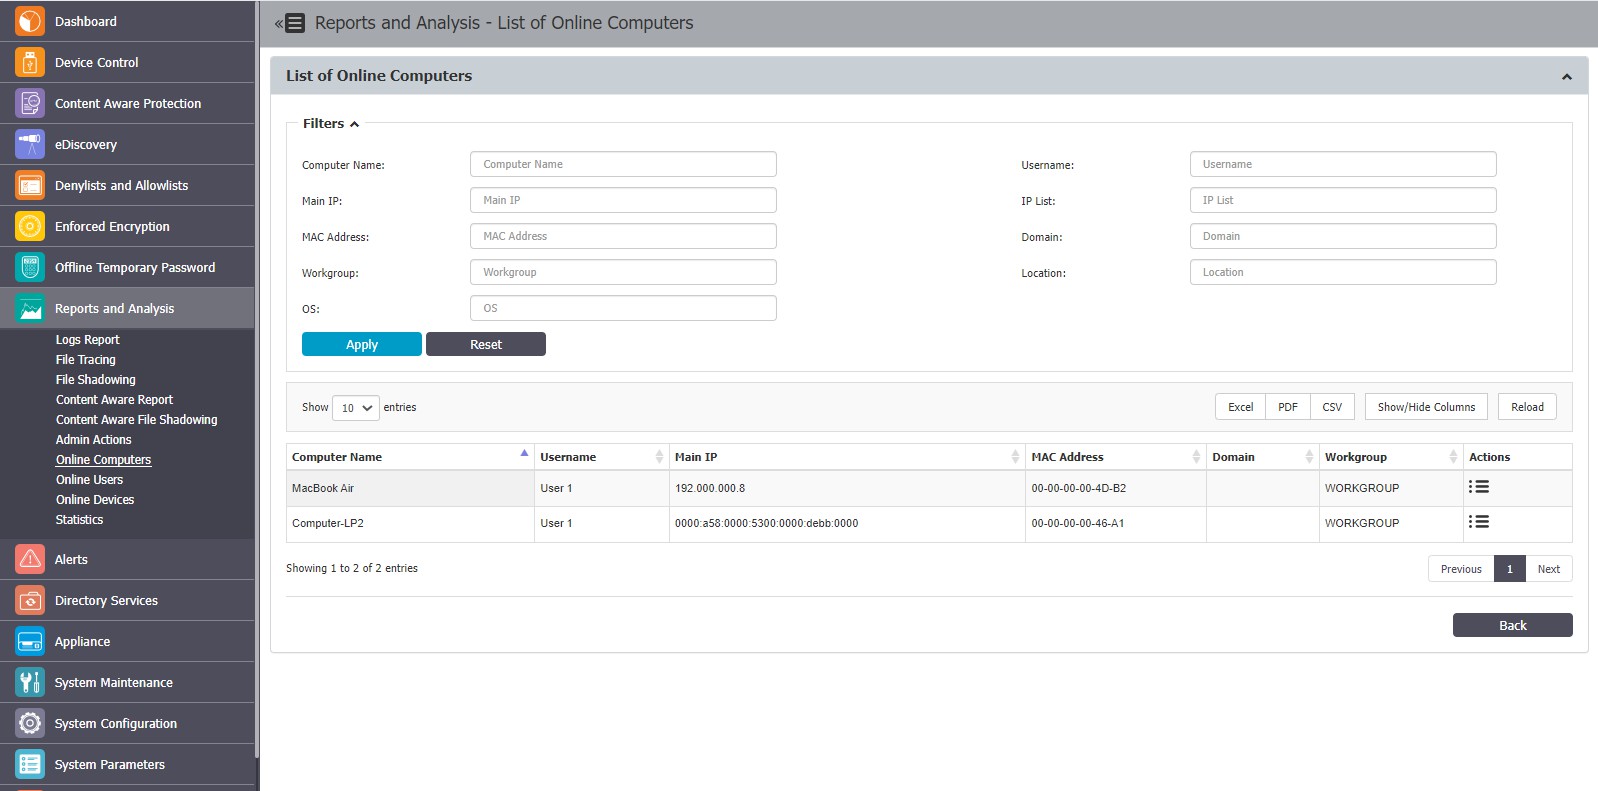 Dashboard
Device Control
Content Aware Protection
eDiscovery
Denylists and Allowlists
Enforced Encryption
Offline Temporary Password
Reports and Analysis
Logs Report
File Tracing
File Shadowing
Content Aware Report
Content Aware File Shadowing
Admin Actions
Online Computers
Online Users
Online Devices
Statistics
Alerts
Directory Services
Appliance
System Maintenance
System Configuration
System Parameters
Reports and Analysis - List of Online Computers
List of Online Computers
Filters
Computer Name: Computer Name Username: Username
Main IP: Main IP IP List: IP List
MAC Address: MAC Address Domain: Domain
Workgroup: Workgroup Location: Location
OS: OS
Apply Reset
Show 10 entries Excel PDF CSV Show/Hide Columns Reload
Computer Name Username Main IP MAC Address Domain Workgroup Actions
MacBook Air User 1 192.000.000.8 00-00-00-00-4D-B2 WORKGROUP
Computer-LP2 User 1 0000:a58:0000:5300:0000:debb:0000 00-00-00-00-46-A1 WORKGROUP
Showing 1 to 2 of 2 entries Previous 1 Next
Back